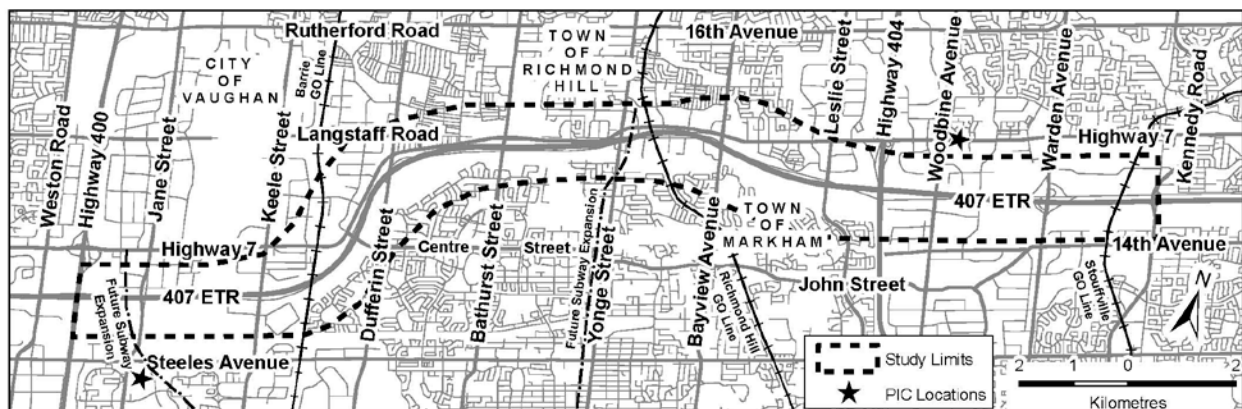 Rutherford Road
TOWN
OF
RICHMOND
HILL
16th Avenue
CITY
OF
VAUGHAN
Barrie
GO Line
Leslie Street
Highway 404
Woodbine Avenue
Warden Avenue
Kennedy Road
Weston Road
Highway 400
Jane Street
Keele Street
Langstaff Road
Highway 7
407 ETR
TOWN
OF
MARKHAM
Highway 7
Centre Street
14th Avenue
407 ETR
Dufferin Street
Bathurst Street
Future Subway Expansion
Yonge Street
Bayview Avenue
Richmond Hill
GO Line
John Street
Stouffville
GO Line
Future Subway
Expansion
Steeles Avenue
N
Study Limits
PIC Locations
2 0 2
Kilometres